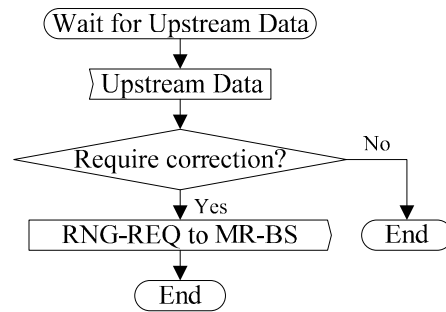 Wait for Upstream Data
Upstream Data
Require correction?
No
Yes
RNG-REQ to MR-BS
End
End